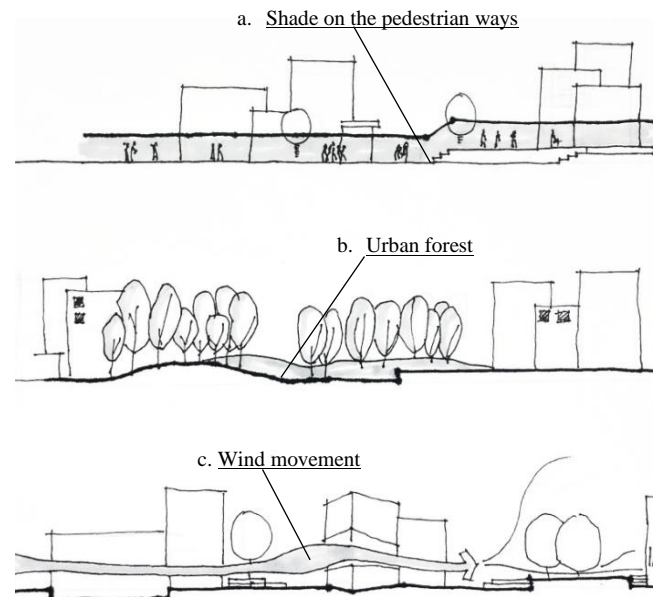 a. Shade on the pedestrian ways
b. Urban forest
c. Wind movement